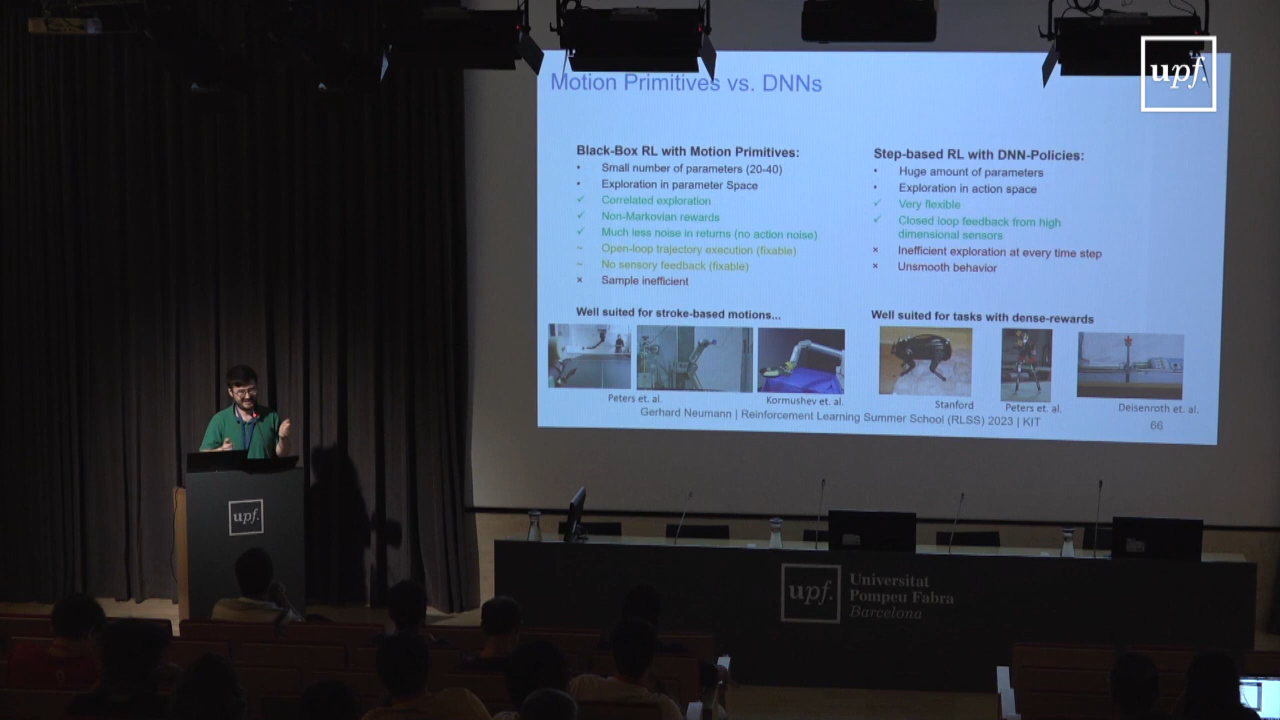 Motion Primitives vs. DNNs
upf.
Black-Box RL with Motion Primitives:
• Small number of parameters (20-40)
• Exploration in parameter Space
✓ Correlated exploration
✓ Non-Markovian rewards
✓ Much less noise in returns (no action noise)
~ Open-loop trajectory execution (fixable)
~ No sensory feedback (fixable)
× Sample inefficient
Well suited for stroke-based motions...
Peters et. al.
Kormushev et. al.
Step-based RL with DNN-Policies:
• Huge amount of parameters
• Exploration in action space
✓ Very flexible
✓ Closed loop feedback from high
dimensional sensors
× Inefficient exploration at every time step
× Unsmooth behavior
Well suited for tasks with dense-rewards
Stanford
Peters et. al.
Deisenroth et. al.
Gerhard Neumann | Reinforcement Learning Summer School (RLSS) 2023 | KIT
66
upf.
upf.
Universitat
Pompeu Fabra
Barcelona